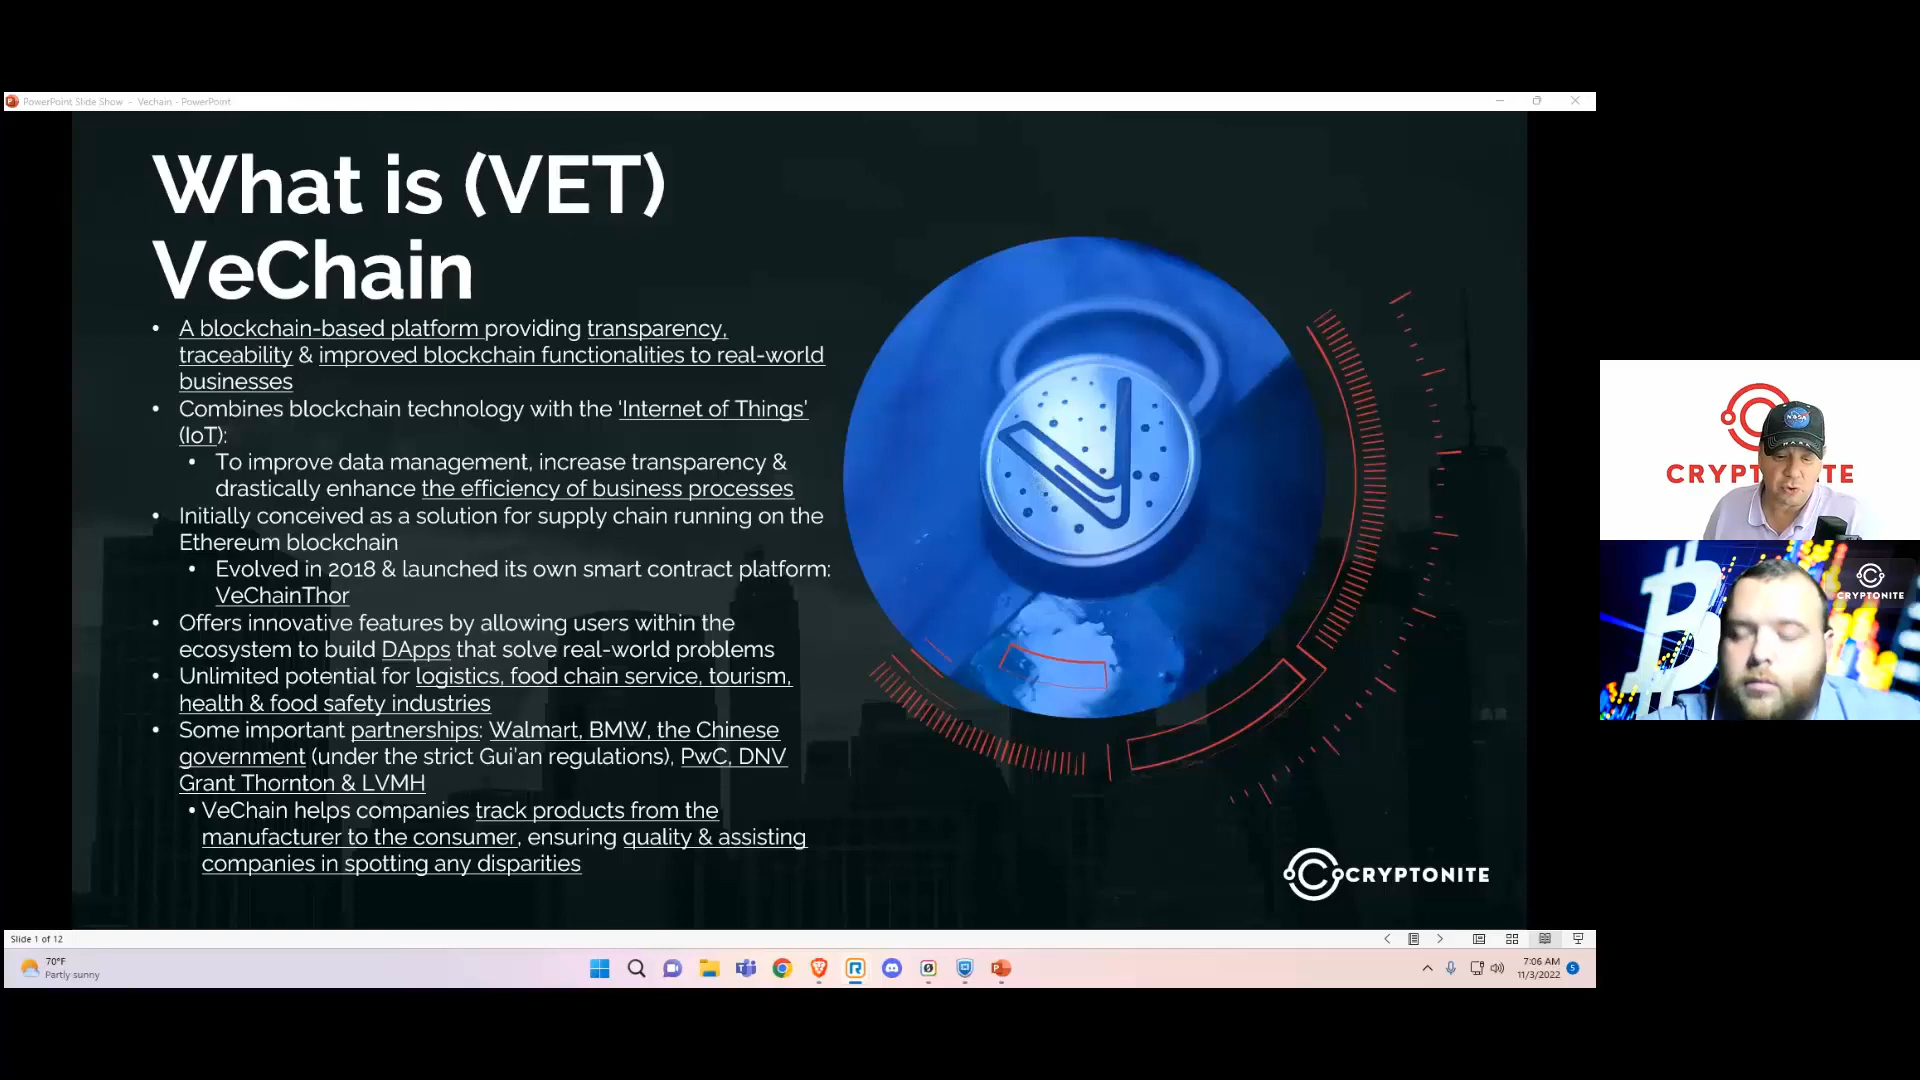 PowerPoint Slide Show - Vechain - PowerPoint
What is (VET)
VeChain
• A blockchain-based platform providing transparency,
traceability & improved blockchain functionalities to real-world
businesses
• Combines blockchain technology with the ‘Internet of Things’
(IoT):
• To improve data management, increase transparency &
drastically enhance the efficiency of business processes
• Initially conceived as a solution for supply chain running on the
Ethereum blockchain
• Evolved in 2018 & launched its own smart contract platform:
VeChainThor
• Offers innovative features by allowing users within the
ecosystem to build DApps that solve real-world problems
• Unlimited potential for logistics, food chain service, tourism,
health & food safety industries
• Some important partnerships: Walmart, BMW, the Chinese
government (under the strict Gui’an regulations), PwC, DNV
Grant Thornton & LVMH
• VeChain helps companies track products from the
manufacturer to the consumer, ensuring quality & assisting
companies in spotting any disparities
CRYPTONITE
NASA
CRYPT TE
CRYPTONITE
Slide 1 of 12
70°F
Partly sunny
7:06 AM
11/3/2022
5